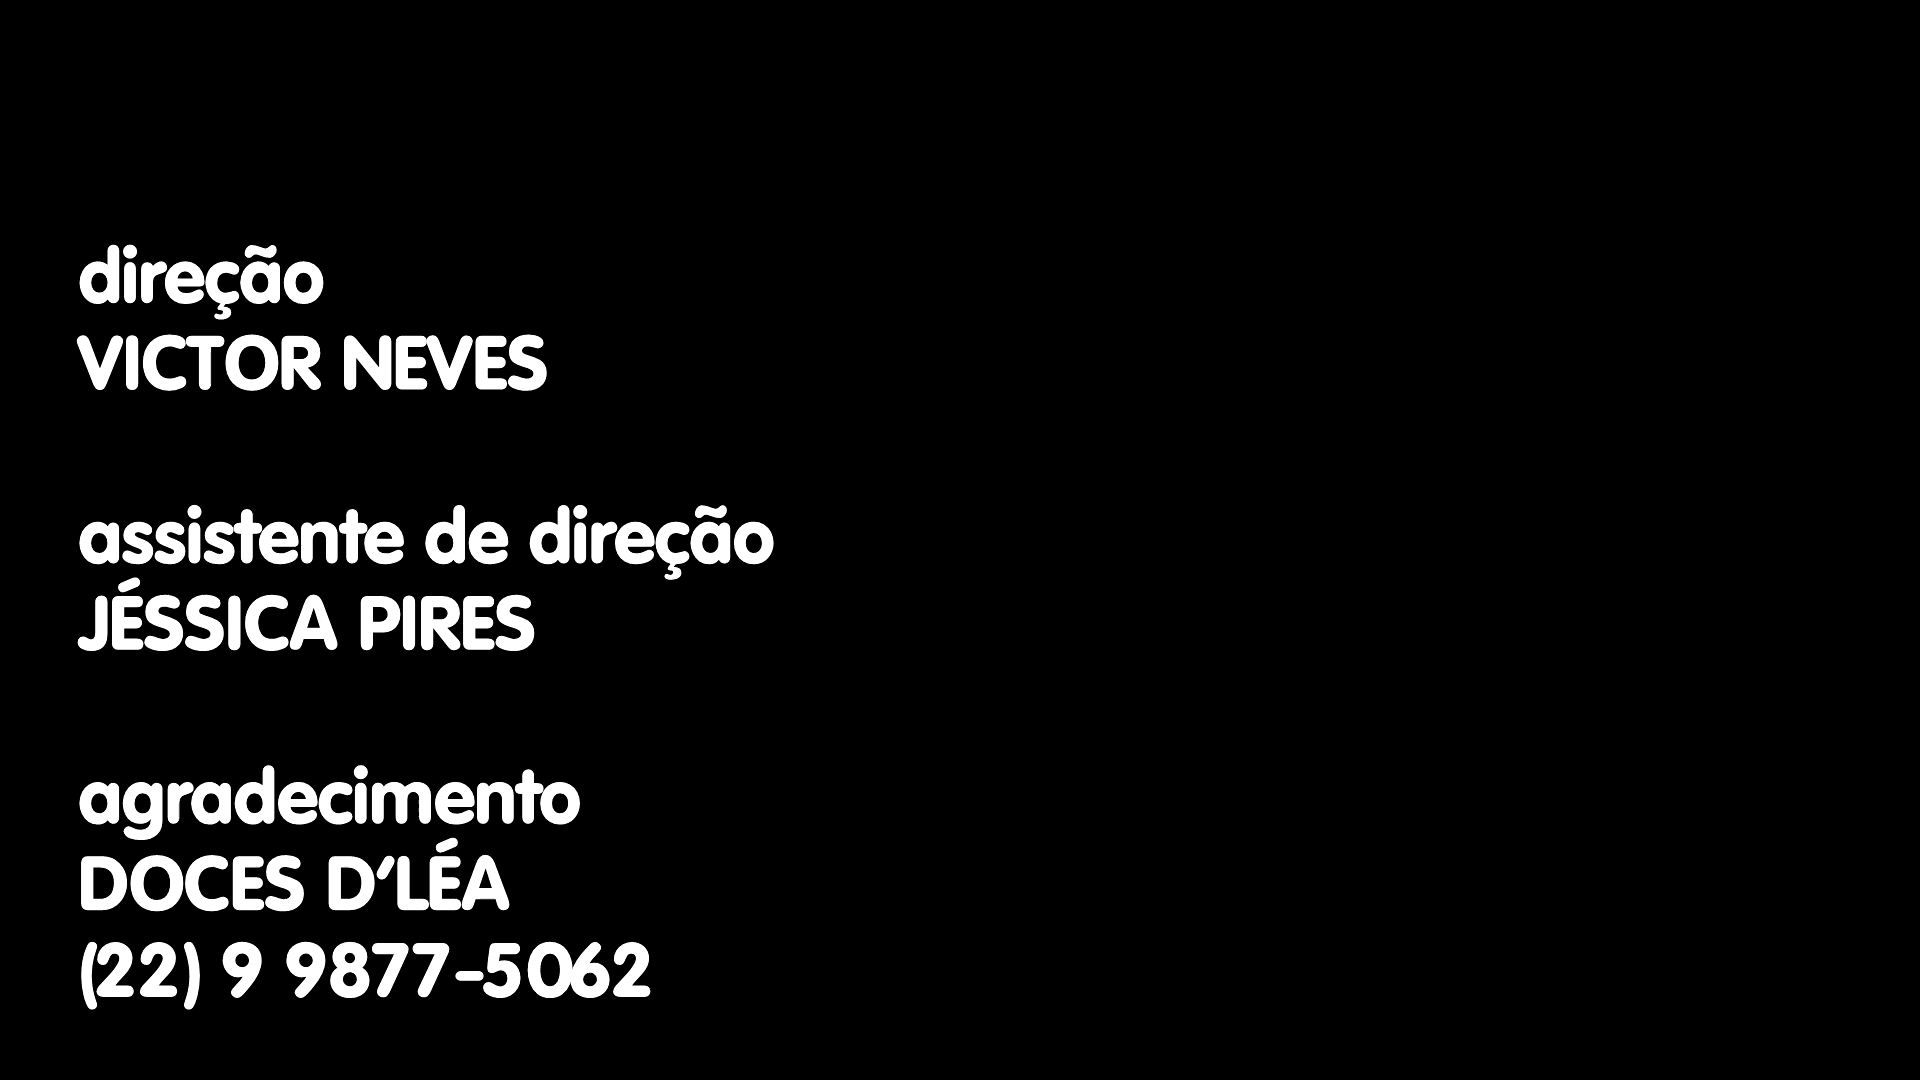 direção
VICTOR NEVES
assistente de direção
JÉSSICA PIRES
agradecimento
DOCES D'LÉA
(22) 9 9877-5062